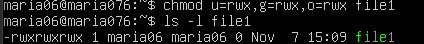 maria06@maria076:~$ chmod u=rwx,g=rwx,o=rwx file1
maria06@maria076:~$ ls -l file1
-rwxrwxrwx 1 maria06 maria06 0 Nov  7 15:09 file1